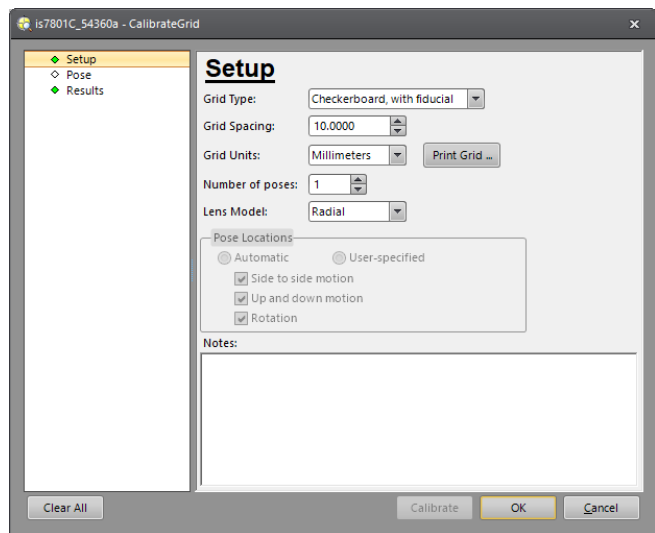 is7801C_54360a - CalibrateGrid
Setup
Pose
Results
Setup
Grid Type: Checkerboard, with fiducial
Grid Spacing: 10.0000
Grid Units: Millimeters Print Grid ...
Number of poses: 1
Lens Model: Radial
Pose Locations
Automatic User-specified
Side to side motion
Up and down motion
Rotation
Notes:
Clear All Calibrate OK Cancel